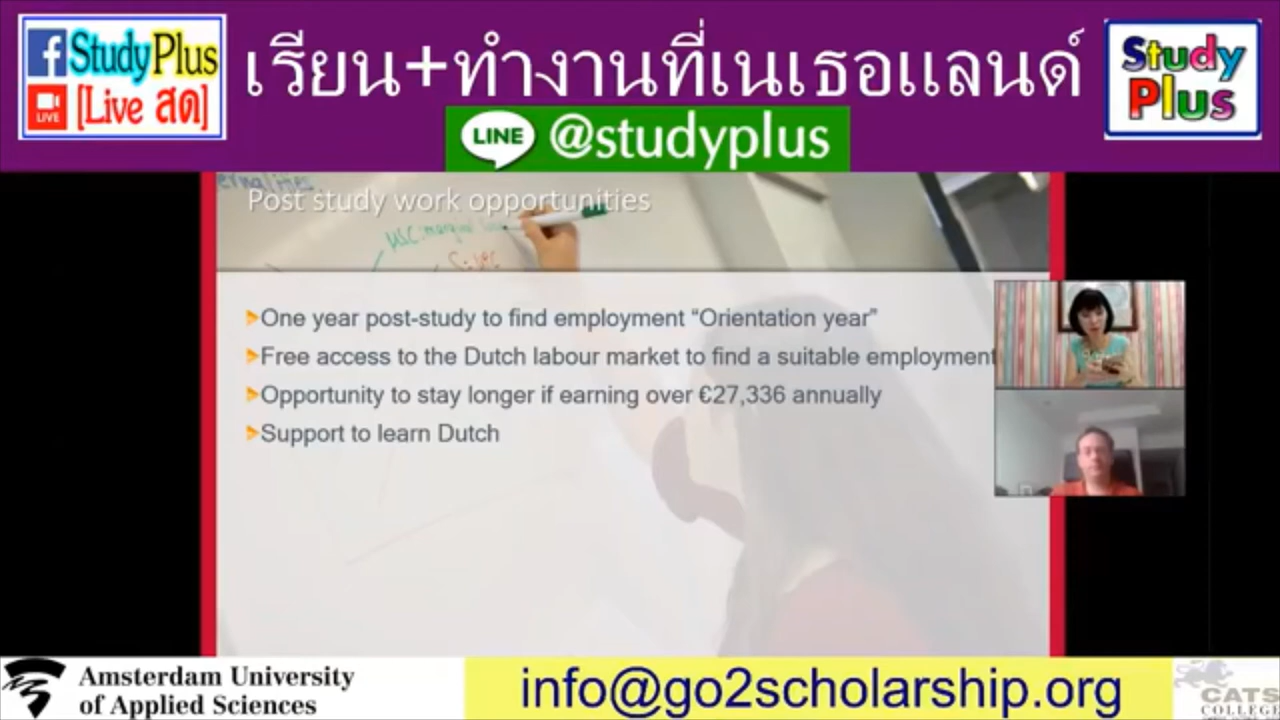 StudyPlus
LIVE [Live สด]
เรียน+ทำงานที่เนเธอแลนด์
LINE @studyplus
Study
Plus
Post study work opportunities
One year post-study to find employment “Orientation year”
Free access to the Dutch labour market to find a suitable employment
Opportunity to stay longer if earning over €27,336 annually
Support to learn Dutch
Amsterdam University
of Applied Sciences
info@go2scholarship.org
CATS
COLLEGE